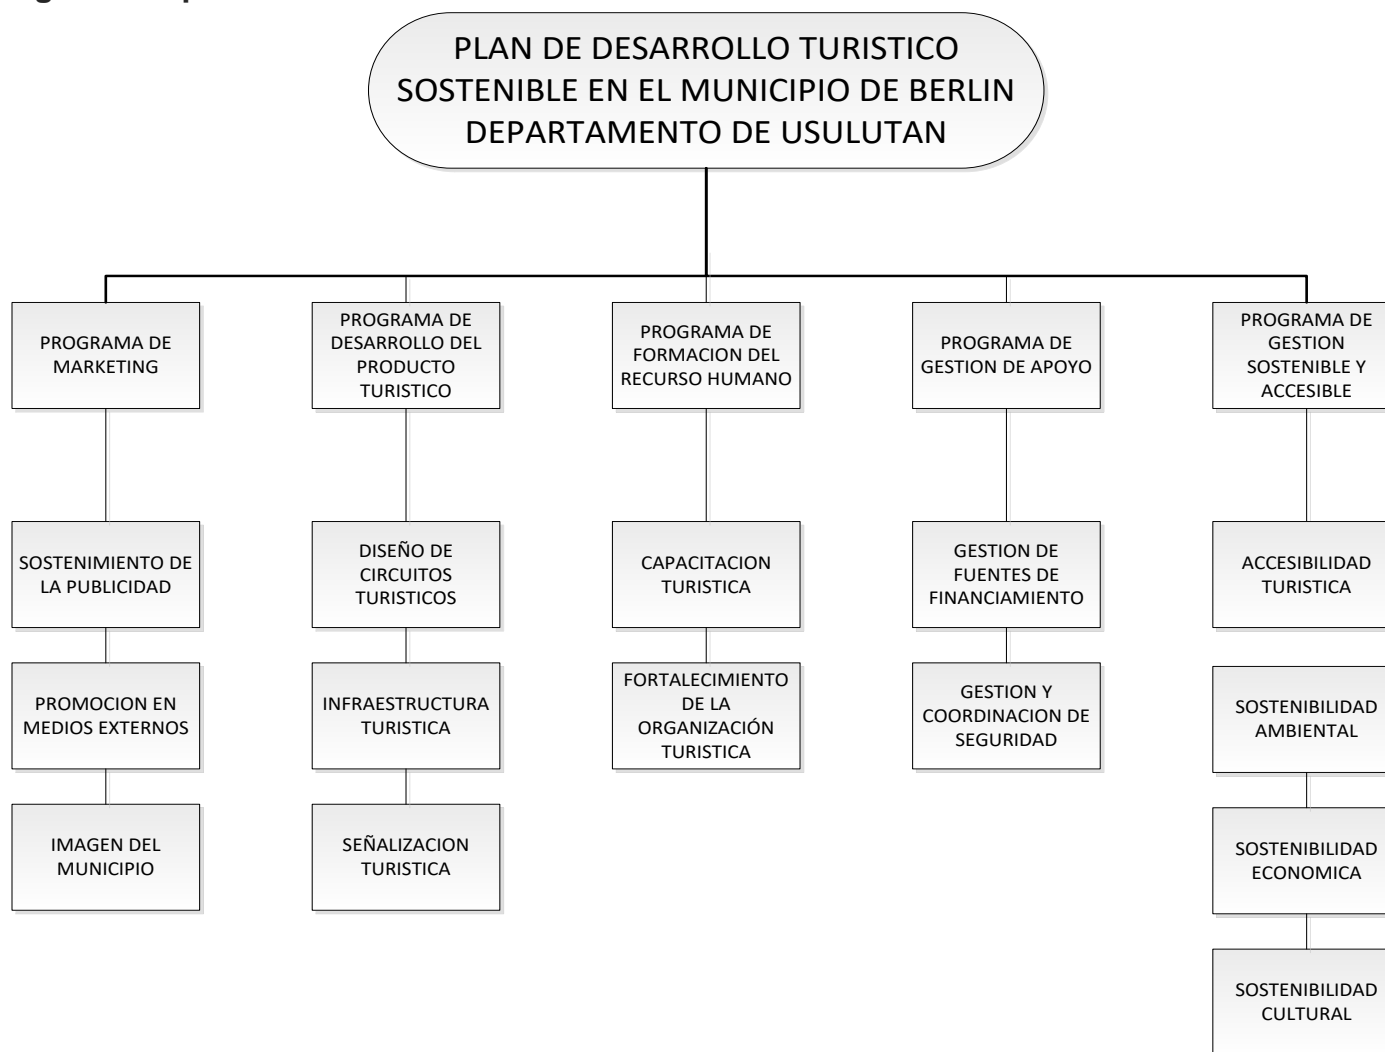 PLAN DE DESARROLLO TURISTICO
SOSTENIBLE EN EL MUNICIPIO DE BERLIN
DEPARTAMENTO DE USULUTAN
PROGRAMA DE
MARKETING
PROGRAMA DE
DESARROLLO DEL
PRODUCTO
TURISTICO
PROGRAMA DE
FORMACION DEL
RECURSO HUMANO
PROGRAMA DE
GESTION DE APOYO
PROGRAMA DE
GESTION
SOSTENIBLE Y
ACCESIBLE
SOSTENIMIENTO DE
LA PUBLICIDAD
DISEÑO DE
CIRCUITOS
TURISTICOS
CAPACITACION
TURISTICA
GESTION DE
FUENTES DE
FINANCIAMIENTO
ACCESIBILIDAD
TURISTICA
PROMOCION EN
MEDIOS EXTERNOS
INFRAESTRUCTURA
TURISTICA
FORTALECIMIENTO
DE LA
ORGANIZACIÓN
TURISTICA
GESTION Y
COORDINACION DE
SEGURIDAD
SOSTENIBILIDAD
AMBIENTAL
IMAGEN DEL
MUNICIPIO
SEÑALIZACION
TURISTICA
SOSTENIBILIDAD
ECONOMICA
SOSTENIBILIDAD
CULTURAL